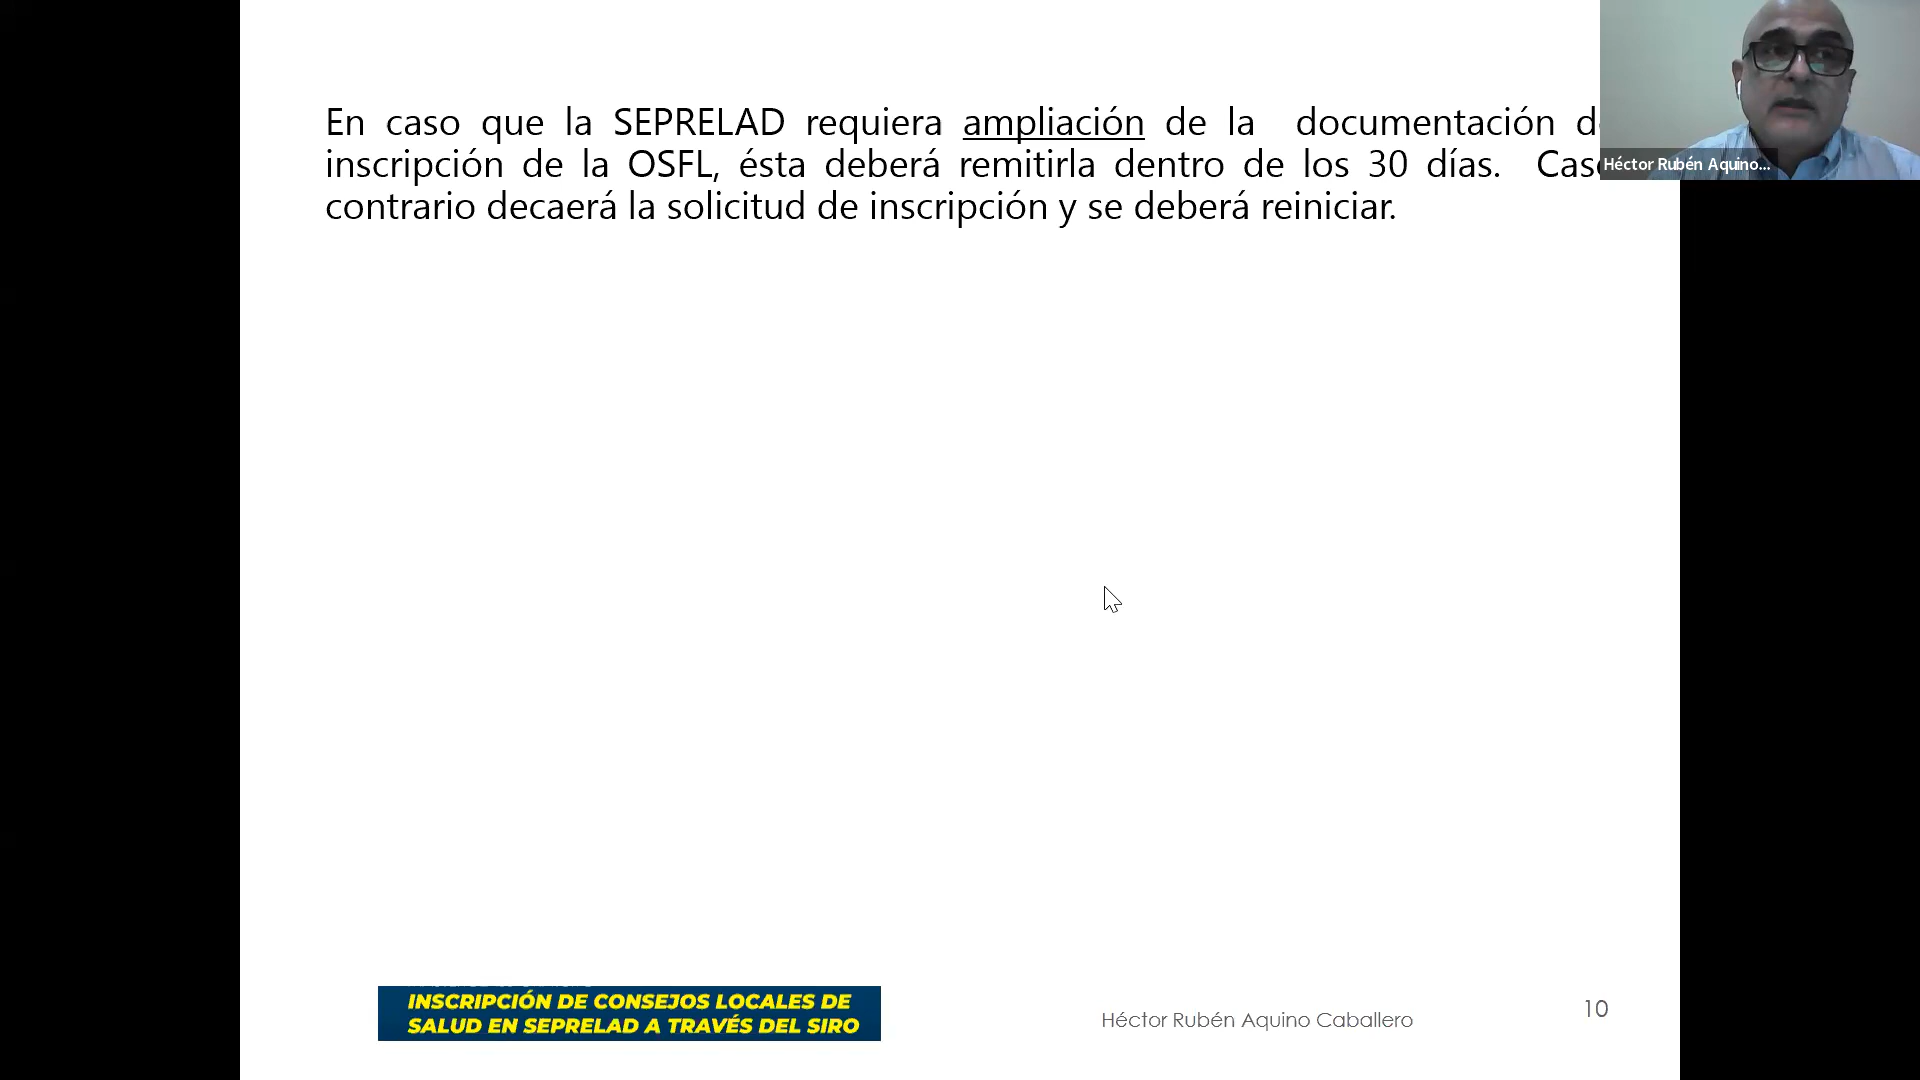 En caso que la SEPRELAD requiera ampliación de la documentación
inscripción de la OSFL, ésta deberá remitirla dentro de los 30 días.
contrario decaerá la solicitud de inscripción y se deberá reiniciar.
Héctor Rubén Aquino...
INSCRIPCIÓN DE CONSEJOS LOCALES DE
SALUD EN SEPRELAD A TRAVÉS DEL SIRO
Héctor Rubén Aquino Caballero
10